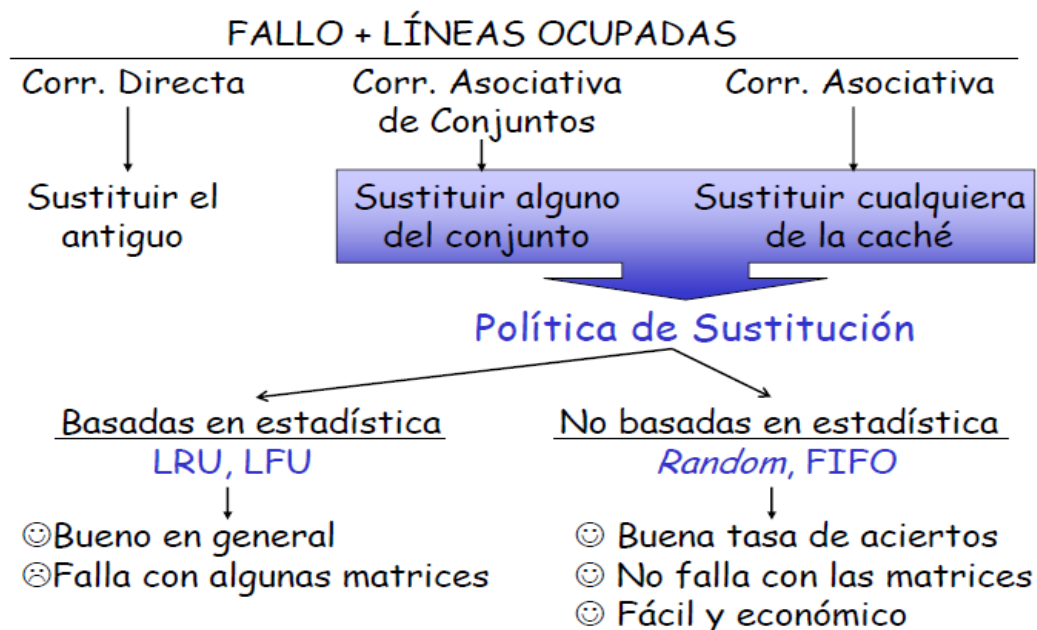 FALLO + LÍNEAS OCUPADAS
Corr. Directa
Corr. Asociativa
de Conjuntos
Corr. Asociativa
Sustituir el
antiguo
Sustituir alguno
del conjunto
Sustituir cualquiera
de la caché
Política de Sustitución
Basadas en estadística
LRU, LFU
☺Bueno en general
☹Falla con algunas matrices
No basadas en estadística
Random, FIFO
☺ Buena tasa de aciertos
☺ No falla con las matrices
☺ Fácil y económico